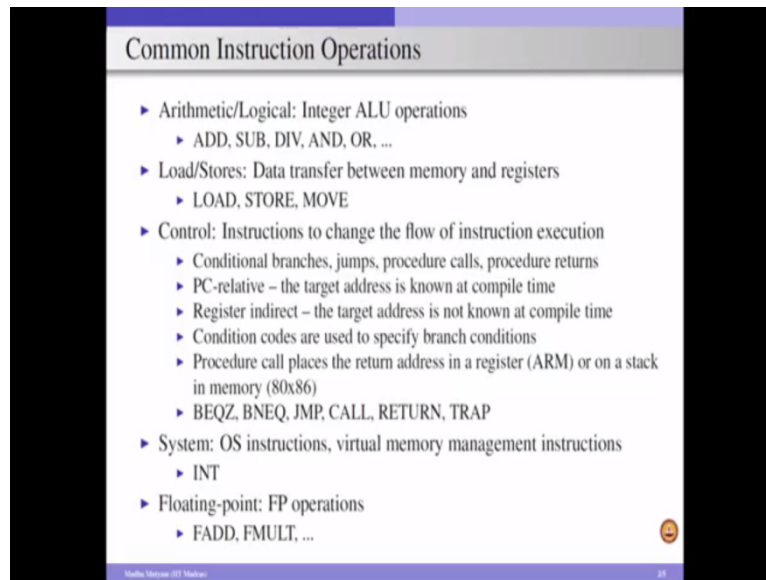 Common Instruction Operations
▸ Arithmetic/Logical: Integer ALU operations
▸ ADD, SUB, DIV, AND, OR, ...
▸ Load/Stores: Data transfer between memory and registers
▸ LOAD, STORE, MOVE
▸ Control: Instructions to change the flow of instruction execution
▸ Conditional branches, jumps, procedure calls, procedure returns
▸ PC-relative – the target address is known at compile time
▸ Register indirect – the target address is not known at compile time
▸ Condition codes are used to specify branch conditions
▸ Procedure call places the return address in a register (ARM) or on a stack
in memory (80x86)
▸ BEQZ, BNEQ, JMP, CALL, RETURN, TRAP
▸ System: OS instructions, virtual memory management instructions
▸ INT
▸ Floating-point: FP operations
▸ FADD, FMULT, ...
Madhu Mutyam (IIT Madras)